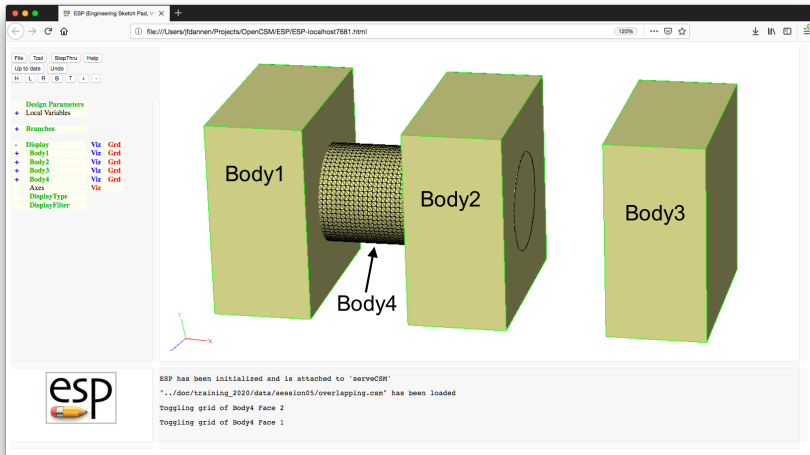 ESP (Engineering Sketch Pad, V1
file:///Users/jfdannen/Projects/OpenCSM/ESP/ESP-localhost7681.html
120%
File Tool StepThru Help
Up to date Undo
H L R B T + -
Design Parameters
+ Local Variables
+ Branches
- Display Viz Grd
+ Body1 Viz Grd
+ Body2 Viz Grd
+ Body3 Viz Grd
+ Body4 Viz Grd
Axes Viz
DisplayType
DisplayFilter
Body1
Body2
Body3
Body4
Y
X
esp
ESP has been initialized and is attached to 'serveCSM'
"../doc/training_2020/data/session05/overlapping.csm" has been loaded
Toggling grid of Body4 Face 2
Toggling grid of Body4 Face 1